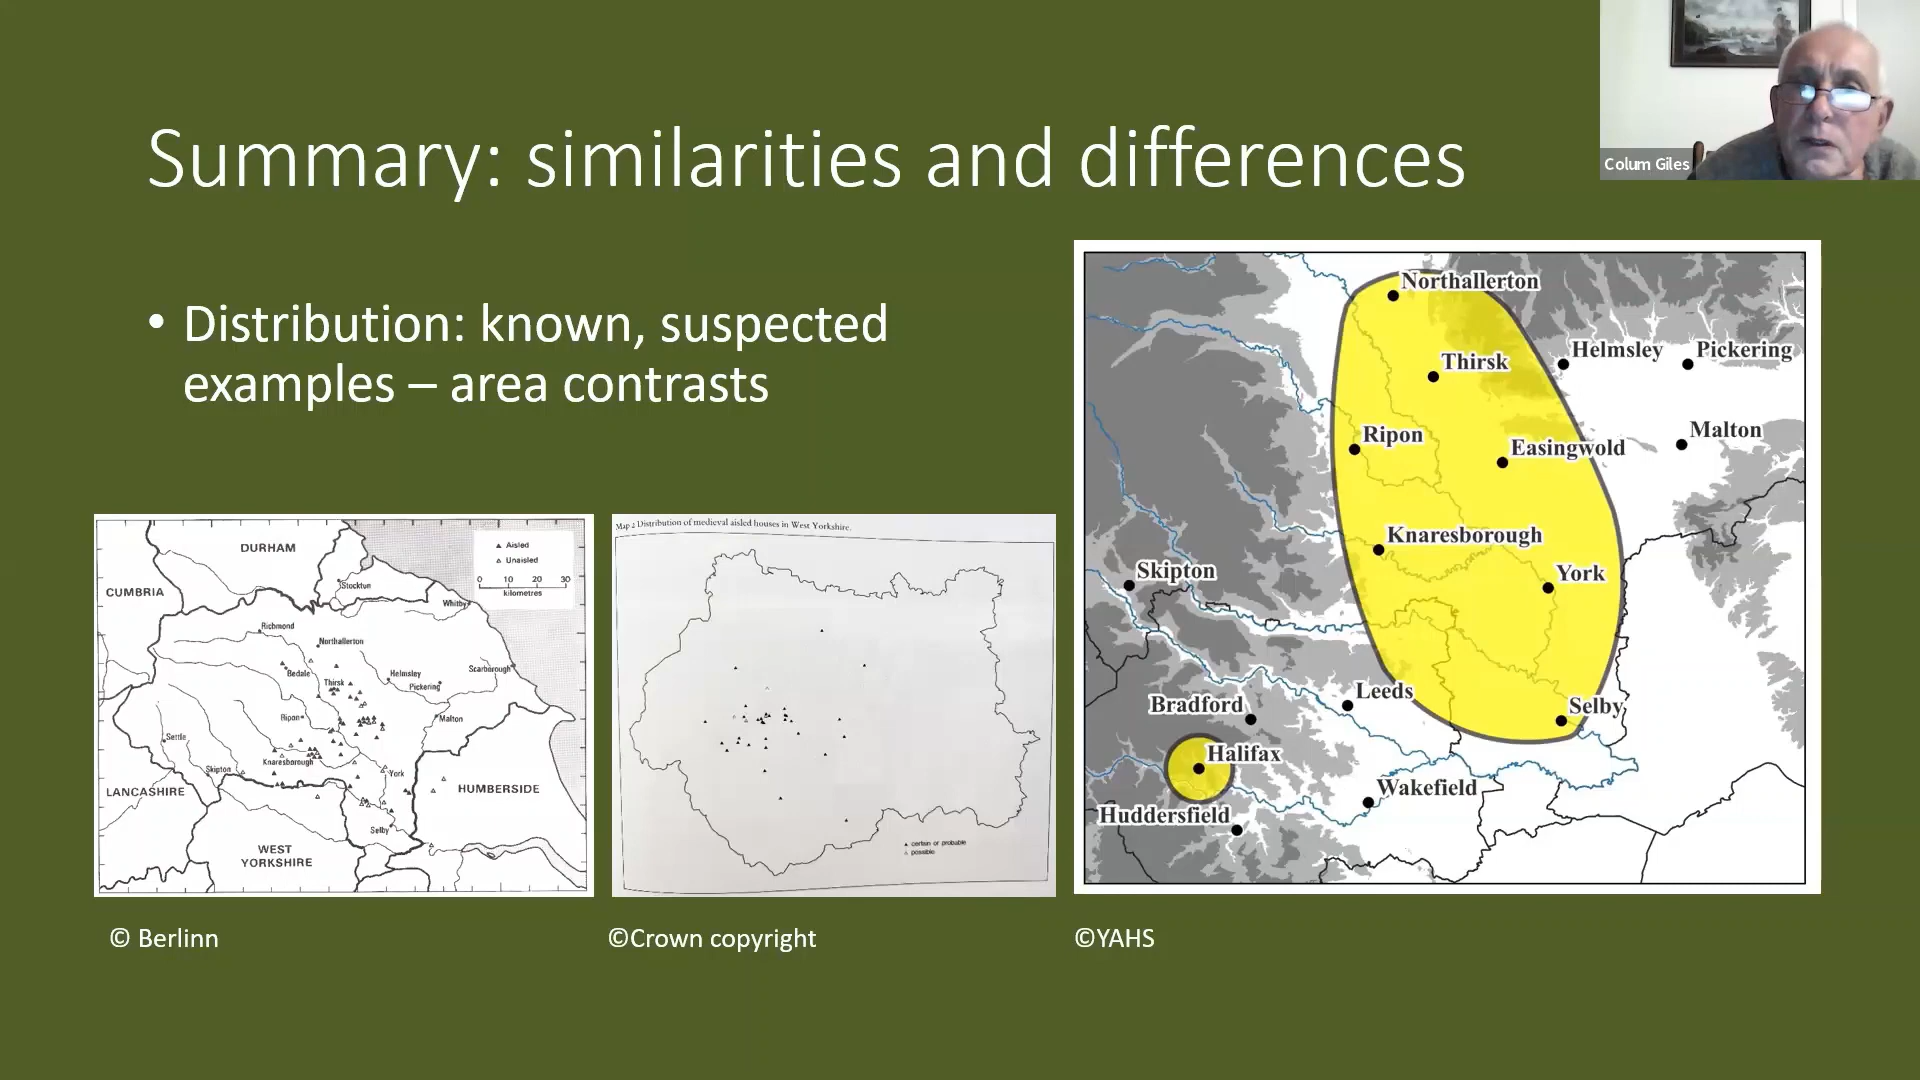 Summary: similarities and differences
Colum Giles
• Distribution: known, suspected
examples – area contrasts
DURHAM
CUMBRIA
Aisled
Unaisled
0 10 20 30
kilometres
Stockton
Whitby
Richmond
Northallerton
Scarborough
Bedale
Thirsk
Helmsley
Pickering
Ripon
Malton
Settle
Knaresborough
Skipton
York
LANCASHIRE
HUMBERSIDE
Selby
WEST
YORKSHIRE
© Berlinn
Map 2 Distribution of medieval aisled houses in West Yorkshire.
certain or probable
possible
©Crown copyright
Northallerton
Helmsley
Pickering
Thirsk
Ripon
Malton
Easingwold
Knaresborough
Skipton
York
Leeds
Bradford
Selby
Halifax
Wakefield
Huddersfield
©YAHS